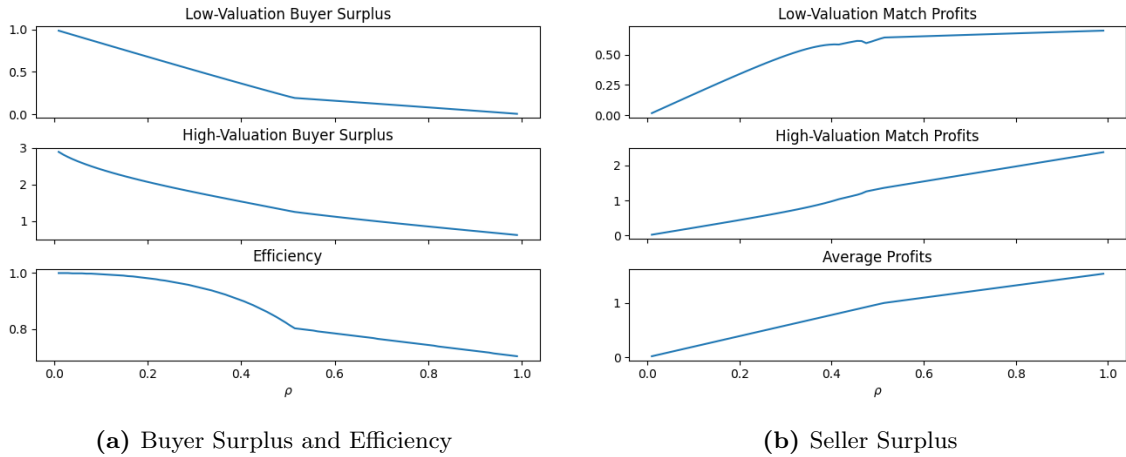 Low-Valuation Buyer Surplus
1.0
0.5
0.0
High-Valuation Buyer Surplus
3
2
1
Efficiency
1.0
0.8
0.0 0.2 0.4 0.6 0.8 1.0
ρ
(a) Buyer Surplus and Efficiency
Low-Valuation Match Profits
0.50
0.25
0.00
High-Valuation Match Profits
2
1
0
Average Profits
1
0
0.0 0.2 0.4 0.6 0.8 1.0
ρ
(b) Seller Surplus